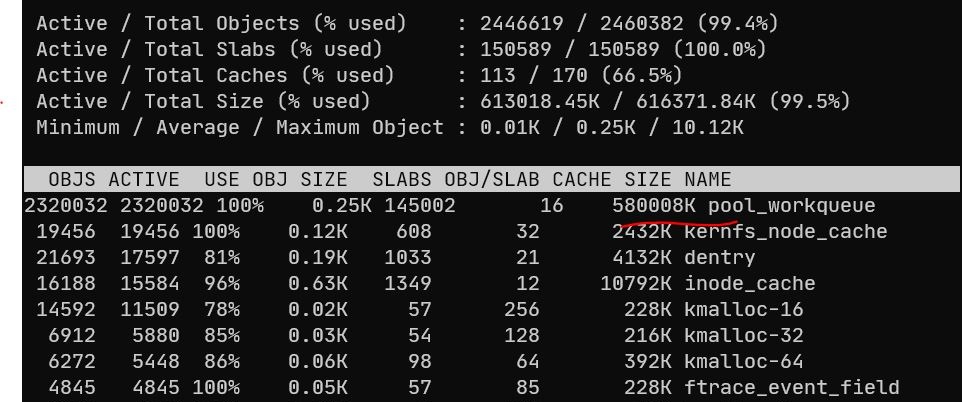 Active / Total Objects (% used)    : 2446619 / 2460382 (99.4%)
Active / Total Slabs (% used)      : 150589 / 150589 (100.0%)
Active / Total Caches (% used)     : 113 / 170 (66.5%)
Active / Total Size (% used)       : 613018.45K / 616371.84K (99.5%)
Minimum / Average / Maximum Object : 0.01K / 0.25K / 10.12K
OBJS ACTIVE  USE OBJ SIZE  SLABS OBJ/SLAB CACHE SIZE NAME
2320032 2320032 100%    0.25K 145002       16    580008K pool_workqueue
19456  19456 100%    0.12K    608       32      2432K kernfs_node_cache
21693  17597  81%    0.19K   1033       21      4132K dentry
16188  15584  96%    0.63K   1349       12     10792K inode_cache
14592  11509  78%    0.02K     57      256       228K kmalloc-16
6912   5880  85%    0.03K     54      128       216K kmalloc-32
6272   5448  86%    0.06K     98       64       392K kmalloc-64
4845   4845 100%    0.05K     57       85       228K ftrace_event_field